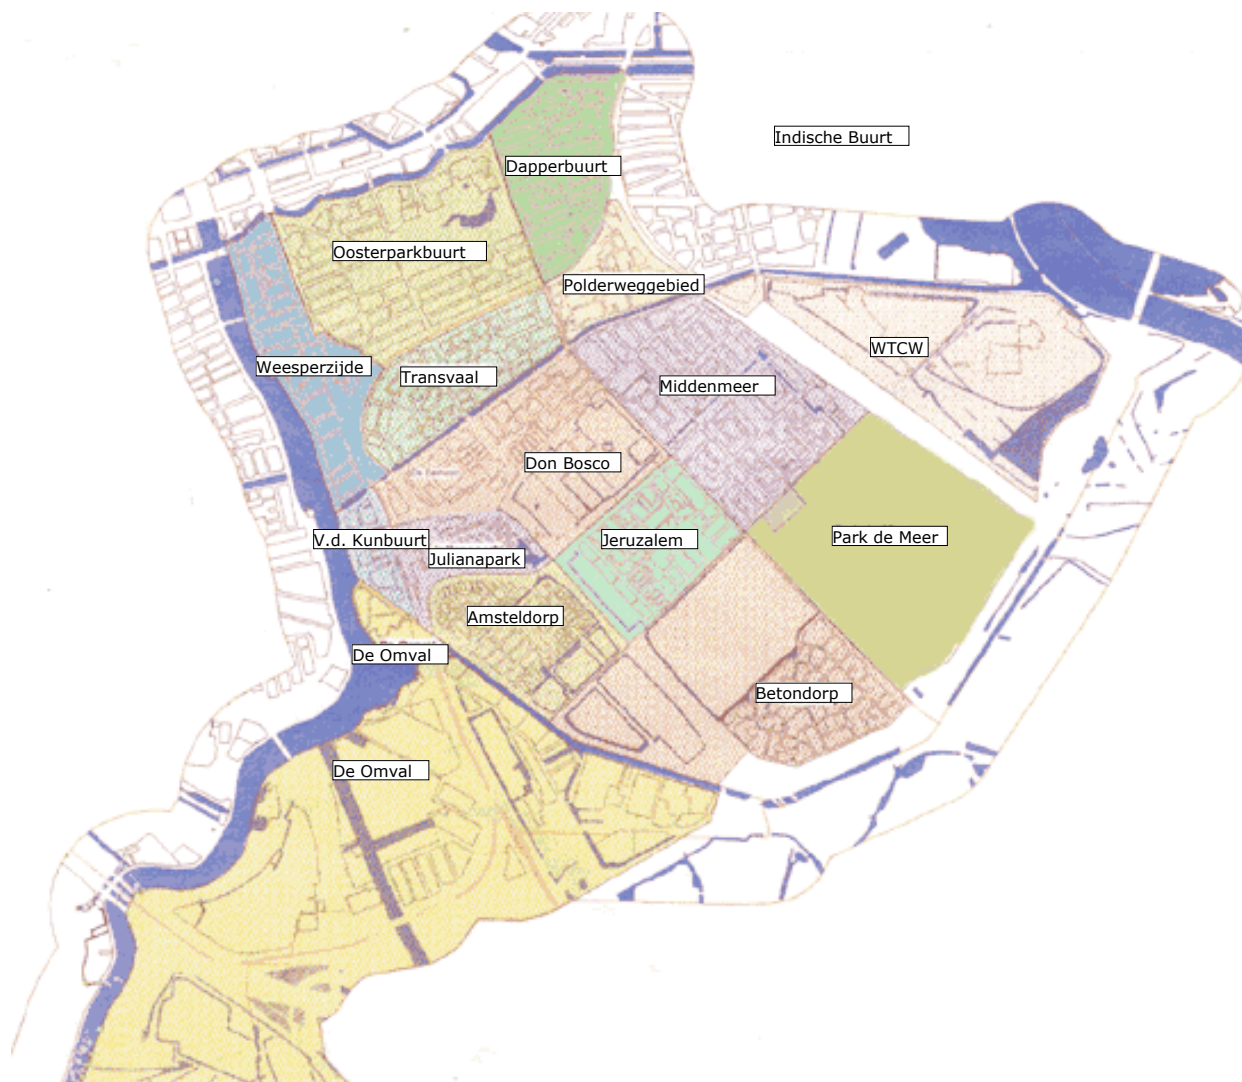 Indische Buurt
Dapperbuurt
Oosterparkbuurt
Polderweggebied
WTCW
Weesperzijde
Transvaal
Middenmeer
Don Bosco
V.d. Kunbuurt
Jeruzalem
Park de Meer
Julianapark
Amsteldorp
De Omval
Betondorp
De Omval